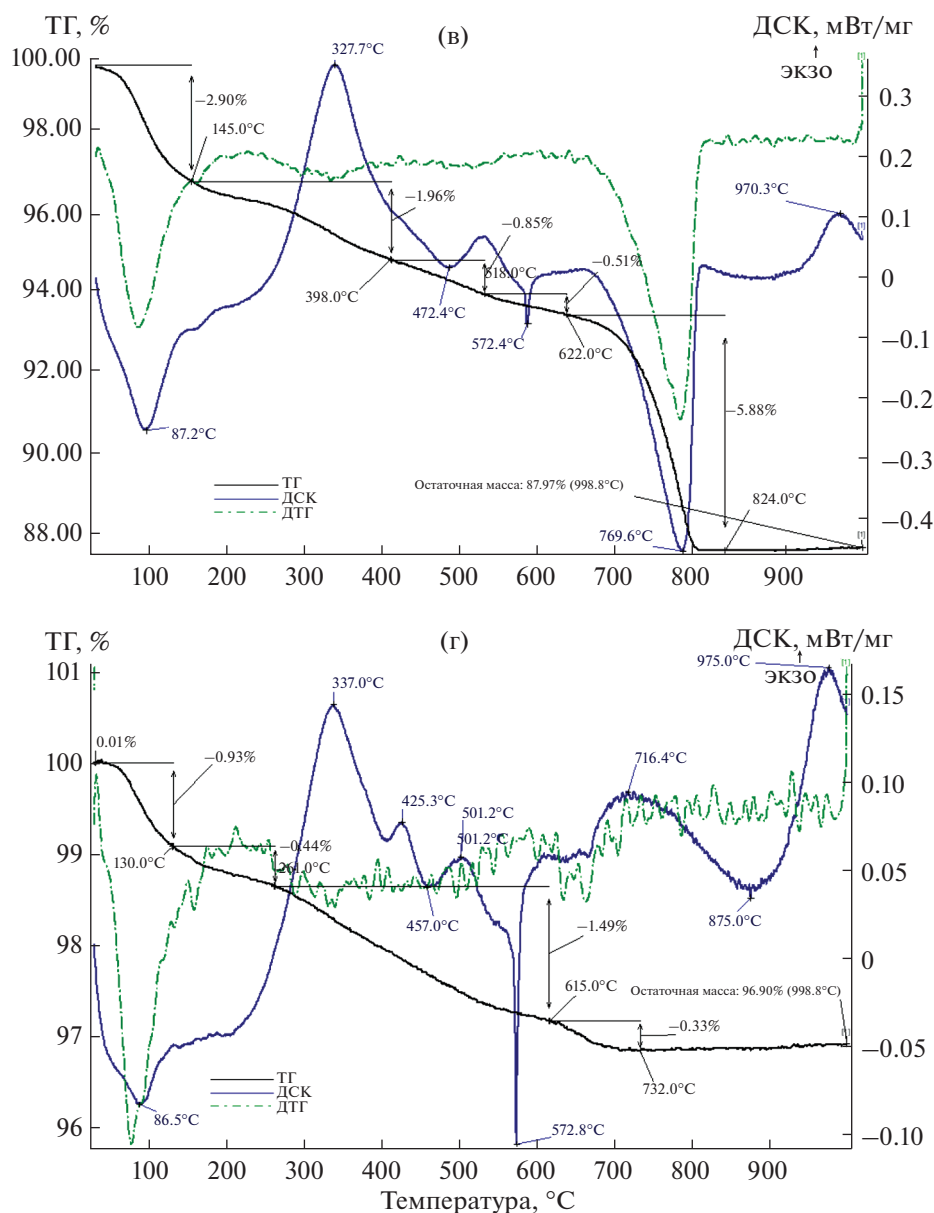 ТГ, %
(в)
ДСК, мВт/мг
ЭКЗО
327.7°C
[1]
100.00
98.00
96.00
94.00
92.00
90.00
88.00
0.3
0.2
0.1
0
−0.1
−0.2
−0.3
−0.4
−2.90%
145.0°C
−1.96%
970.3°C
[1]
−0.85%
518.0°C
−0.51%
398.0°C
472.4°C
572.4°C
622.0°C
−5.88%
87.2°C
ТГ
ДСК
ДТГ
Остаточная масса: 87.97% (998.8°C)
824.0°C
769.6°C
[1]
100 200 300 400 500 600 700 800 900
ТГ, %
(г)
ДСК, мВт/мг
ЭКЗО
975.0°C
[1]
101
100
99
98
97
96
0.15
0.10
0.05
0
−0.05
−0.10
337.0°C
0.01%
−0.93%
716.4°C
425.3°C
501.2°C
501.2°C
−0.44%
130.0°C
261.0°C
457.0°C
875.0°C
−1.49%
615.0°C
Остаточная масса: 96.90% (998.8°C)
[1]
−0.33%
732.0°C
ТГ
ДСК
ДТГ
86.5°C
572.8°C
100 200 300 400 500 600 700 800 900
Температура, °C